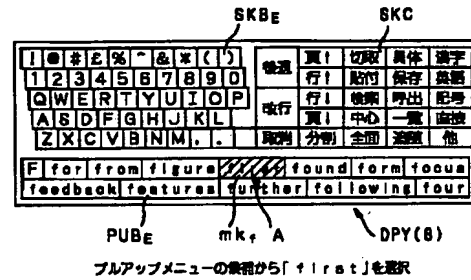 SKBE SKC
! @ # £ % ^ & * ( ) 後退 頁↑ 切取 具体 漢字
1 2 3 4 5 6 7 8 9 0 行↑ 貼付 保存 英語
Q W E R T Y U I O P 改行 行↓ 検索 呼出 記号
A S D F G H J K L 頁↓ 中心 一覧 直接
Z X C V B N M , . 取消 分割 全面 他
F for from figure first found form focus
feedback features further following four
PUBE mkf A DPY(8)
プルアップメニューの候補から「first」を選択